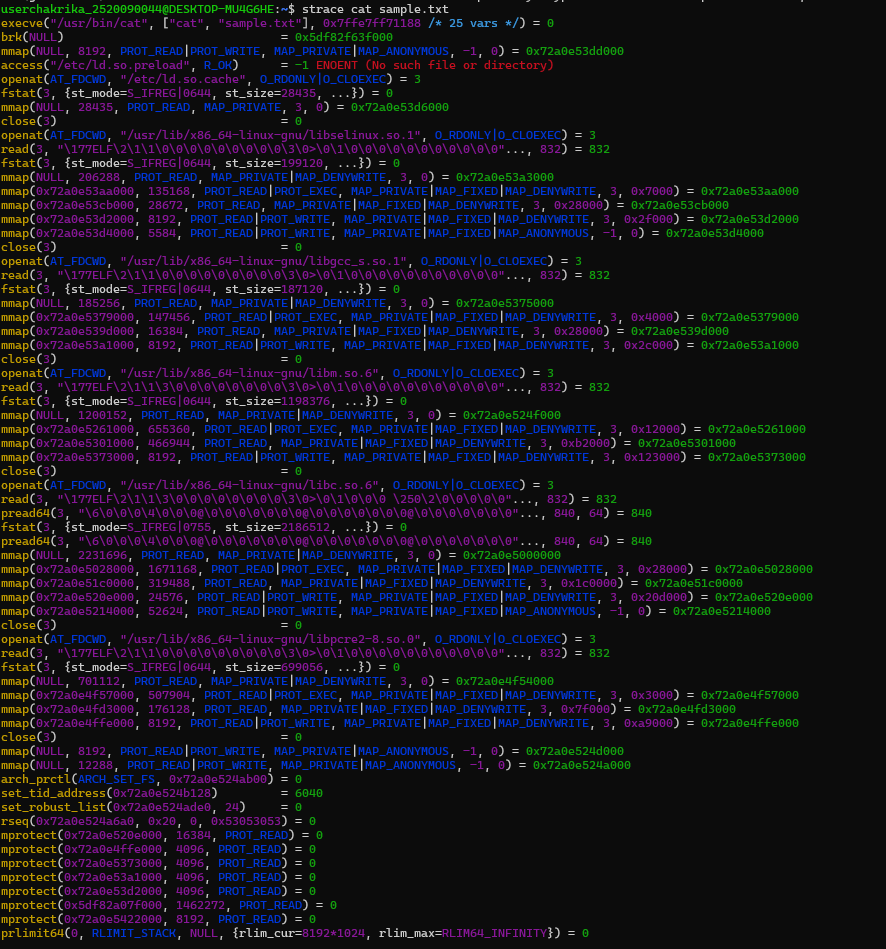 userchakrika_2520090044@DESKTOP-MU4G6HE:~$ strace cat sample.txt
execve("/usr/bin/cat", ["cat", "sample.txt"], 0x7ffe7ff71188 /* 25 vars */) = 0
brk(NULL)                               = 0x5df82f63f000
mmap(NULL, 8192, PROT_READ|PROT_WRITE, MAP_PRIVATE|MAP_ANONYMOUS, -1, 0) = 0x72a0e53dd000
access("/etc/ld.so.preload", R_OK)      = -1 ENOENT (No such file or directory)
openat(AT_FDCWD, "/etc/ld.so.cache", O_RDONLY|O_CLOEXEC) = 3
fstat(3, {st_mode=S_IFREG|0644, st_size=28435, ...}) = 0
mmap(NULL, 28435, PROT_READ, MAP_PRIVATE, 3, 0) = 0x72a0e53d6000
close(3)                                = 0
openat(AT_FDCWD, "/usr/lib/x86_64-linux-gnu/libselinux.so.1", O_RDONLY|O_CLOEXEC) = 3
read(3, "\177ELF\2\1\1\0\0\0\0\0\0\0\0\0\3\0>\0\1\0\0\0\0\0\0\0\0\0\0\0"..., 832) = 832
fstat(3, {st_mode=S_IFREG|0644, st_size=199120, ...}) = 0
mmap(NULL, 206288, PROT_READ, MAP_PRIVATE|MAP_DENYWRITE, 3, 0) = 0x72a0e53a3000
mmap(0x72a0e53aa000, 135168, PROT_READ|PROT_EXEC, MAP_PRIVATE|MAP_FIXED|MAP_DENYWRITE, 3, 0x7000) = 0x72a0e53aa000
mmap(0x72a0e53cb000, 28672, PROT_READ, MAP_PRIVATE|MAP_FIXED|MAP_DENYWRITE, 3, 0x28000) = 0x72a0e53cb000
mmap(0x72a0e53d2000, 8192, PROT_READ|PROT_WRITE, MAP_PRIVATE|MAP_FIXED|MAP_DENYWRITE, 3, 0x2f000) = 0x72a0e53d2000
mmap(0x72a0e53d4000, 5584, PROT_READ|PROT_WRITE, MAP_PRIVATE|MAP_FIXED|MAP_ANONYMOUS, -1, 0) = 0x72a0e53d4000
close(3)                                = 0
openat(AT_FDCWD, "/usr/lib/x86_64-linux-gnu/libgcc_s.so.1", O_RDONLY|O_CLOEXEC) = 3
read(3, "\177ELF\2\1\1\0\0\0\0\0\0\0\0\0\3\0>\0\1\0\0\0\0\0\0\0\0\0\0\0"..., 832) = 832
fstat(3, {st_mode=S_IFREG|0644, st_size=187120, ...}) = 0
mmap(NULL, 185256, PROT_READ, MAP_PRIVATE|MAP_DENYWRITE, 3, 0) = 0x72a0e5375000
mmap(0x72a0e5379000, 147456, PROT_READ|PROT_EXEC, MAP_PRIVATE|MAP_FIXED|MAP_DENYWRITE, 3, 0x4000) = 0x72a0e5379000
mmap(0x72a0e539d000, 16384, PROT_READ, MAP_PRIVATE|MAP_FIXED|MAP_DENYWRITE, 3, 0x28000) = 0x72a0e539d000
mmap(0x72a0e53a1000, 8192, PROT_READ|PROT_WRITE, MAP_PRIVATE|MAP_FIXED|MAP_DENYWRITE, 3, 0x2c000) = 0x72a0e53a1000
close(3)                                = 0
openat(AT_FDCWD, "/usr/lib/x86_64-linux-gnu/libm.so.6", O_RDONLY|O_CLOEXEC) = 3
read(3, "\177ELF\2\1\1\3\0\0\0\0\0\0\0\0\3\0>\0\1\0\0\0\0\0\0\0\0\0\0\0"..., 832) = 832
fstat(3, {st_mode=S_IFREG|0644, st_size=1198376, ...}) = 0
mmap(NULL, 1200152, PROT_READ, MAP_PRIVATE|MAP_DENYWRITE, 3, 0) = 0x72a0e524f000
mmap(0x72a0e5261000, 655360, PROT_READ|PROT_EXEC, MAP_PRIVATE|MAP_FIXED|MAP_DENYWRITE, 3, 0x12000) = 0x72a0e5261000
mmap(0x72a0e5301000, 466944, PROT_READ, MAP_PRIVATE|MAP_FIXED|MAP_DENYWRITE, 3, 0xb2000) = 0x72a0e5301000
mmap(0x72a0e5373000, 8192, PROT_READ|PROT_WRITE, MAP_PRIVATE|MAP_FIXED|MAP_DENYWRITE, 3, 0x123000) = 0x72a0e5373000
close(3)                                = 0
openat(AT_FDCWD, "/usr/lib/x86_64-linux-gnu/libc.so.6", O_RDONLY|O_CLOEXEC) = 3
read(3, "\177ELF\2\1\1\3\0\0\0\0\0\0\0\0\3\0>\0\1\0\0\0 \250\2\0\0\0\0\0"..., 832) = 832
pread64(3, "\6\0\0\0\4\0\0\0@\0\0\0\0\0\0\0@\0\0\0\0\0\0\0@\0\0\0\0\0\0\0"..., 840, 64) = 840
fstat(3, {st_mode=S_IFREG|0755, st_size=2186512, ...}) = 0
pread64(3, "\6\0\0\0\4\0\0\0@\0\0\0\0\0\0\0@\0\0\0\0\0\0\0@\0\0\0\0\0\0\0"..., 840, 64) = 840
mmap(NULL, 2231696, PROT_READ, MAP_PRIVATE|MAP_DENYWRITE, 3, 0) = 0x72a0e5000000
mmap(0x72a0e5028000, 1671168, PROT_READ|PROT_EXEC, MAP_PRIVATE|MAP_FIXED|MAP_DENYWRITE, 3, 0x28000) = 0x72a0e5028000
mmap(0x72a0e51c0000, 319488, PROT_READ, MAP_PRIVATE|MAP_FIXED|MAP_DENYWRITE, 3, 0x1c0000) = 0x72a0e51c0000
mmap(0x72a0e520e000, 24576, PROT_READ|PROT_WRITE, MAP_PRIVATE|MAP_FIXED|MAP_DENYWRITE, 3, 0x20d000) = 0x72a0e520e000
mmap(0x72a0e5214000, 52624, PROT_READ|PROT_WRITE, MAP_PRIVATE|MAP_FIXED|MAP_ANONYMOUS, -1, 0) = 0x72a0e5214000
close(3)                                = 0
openat(AT_FDCWD, "/usr/lib/x86_64-linux-gnu/libpcre2-8.so.0", O_RDONLY|O_CLOEXEC) = 3
read(3, "\177ELF\2\1\1\0\0\0\0\0\0\0\0\0\3\0>\0\1\0\0\0\0\0\0\0\0\0\0\0"..., 832) = 832
fstat(3, {st_mode=S_IFREG|0644, st_size=699056, ...}) = 0
mmap(NULL, 701112, PROT_READ, MAP_PRIVATE|MAP_DENYWRITE, 3, 0) = 0x72a0e4f54000
mmap(0x72a0e4f57000, 507904, PROT_READ|PROT_EXEC, MAP_PRIVATE|MAP_FIXED|MAP_DENYWRITE, 3, 0x3000) = 0x72a0e4f57000
mmap(0x72a0e4fd3000, 176128, PROT_READ, MAP_PRIVATE|MAP_FIXED|MAP_DENYWRITE, 3, 0x7f000) = 0x72a0e4fd3000
mmap(0x72a0e4ffe000, 8192, PROT_READ|PROT_WRITE, MAP_PRIVATE|MAP_FIXED|MAP_DENYWRITE, 3, 0xa9000) = 0x72a0e4ffe000
close(3)                                = 0
mmap(NULL, 8192, PROT_READ|PROT_WRITE, MAP_PRIVATE|MAP_ANONYMOUS, -1, 0) = 0x72a0e524d000
mmap(NULL, 12288, PROT_READ|PROT_WRITE, MAP_PRIVATE|MAP_ANONYMOUS, -1, 0) = 0x72a0e524a000
arch_prctl(ARCH_SET_FS, 0x72a0e524ab00) = 0
set_tid_address(0x72a0e524b128)         = 6040
set_robust_list(0x72a0e524ade0, 24)     = 0
rseq(0x72a0e524a6a0, 0x20, 0, 0x53053053) = 0
mprotect(0x72a0e520e000, 16384, PROT_READ) = 0
mprotect(0x72a0e4ffe000, 4096, PROT_READ) = 0
mprotect(0x72a0e5373000, 4096, PROT_READ) = 0
mprotect(0x72a0e53a1000, 4096, PROT_READ) = 0
mprotect(0x72a0e53d2000, 4096, PROT_READ) = 0
mprotect(0x5df82a07f000, 1462272, PROT_READ) = 0
mprotect(0x72a0e5422000, 8192, PROT_READ) = 0
prlimit64(0, RLIMIT_STACK, NULL, {rlim_cur=8192*1024, rlim_max=RLIM64_INFINITY}) = 0